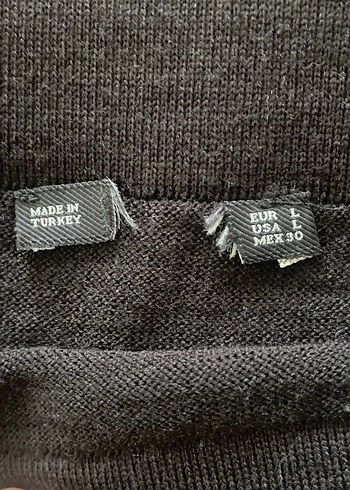 MADE IN
TURKEY
EUR L
USA L
MEX 30